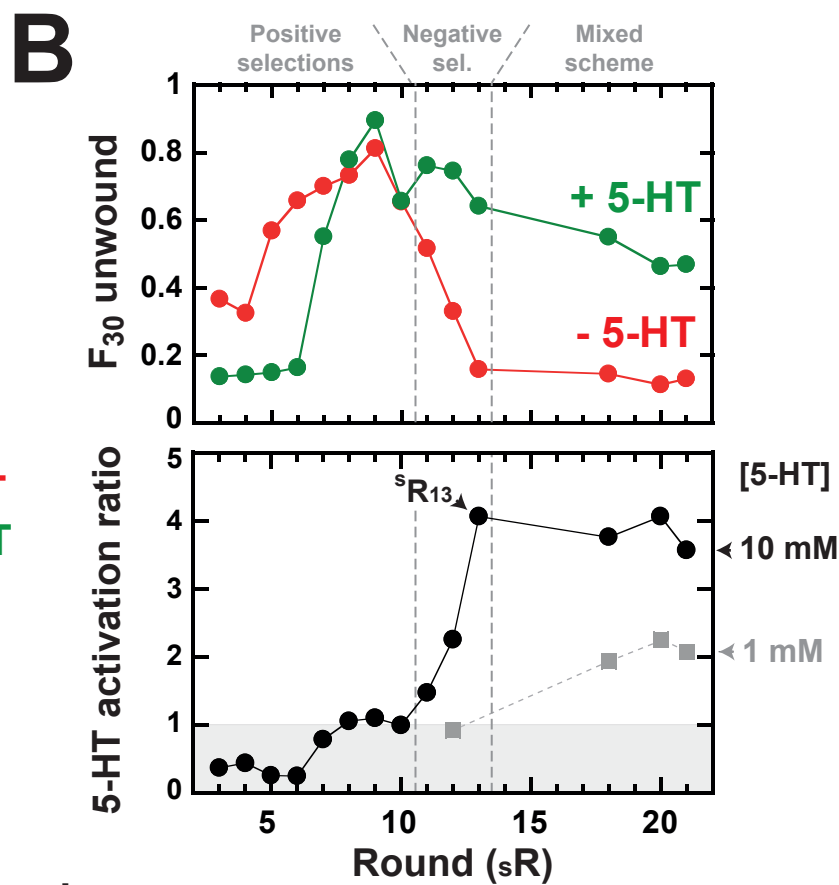 B
Positive
selections
Negative
sel.
Mixed
scheme
1
0.8
0.6
0.4
0.2
0
F30 unwound
+ 5-HT
- 5-HT
T
5
4
3
2
1
0
5-HT activation ratio
sR13
[5-HT]
10 mM
1 mM
5
10
15
20
Round (sR)